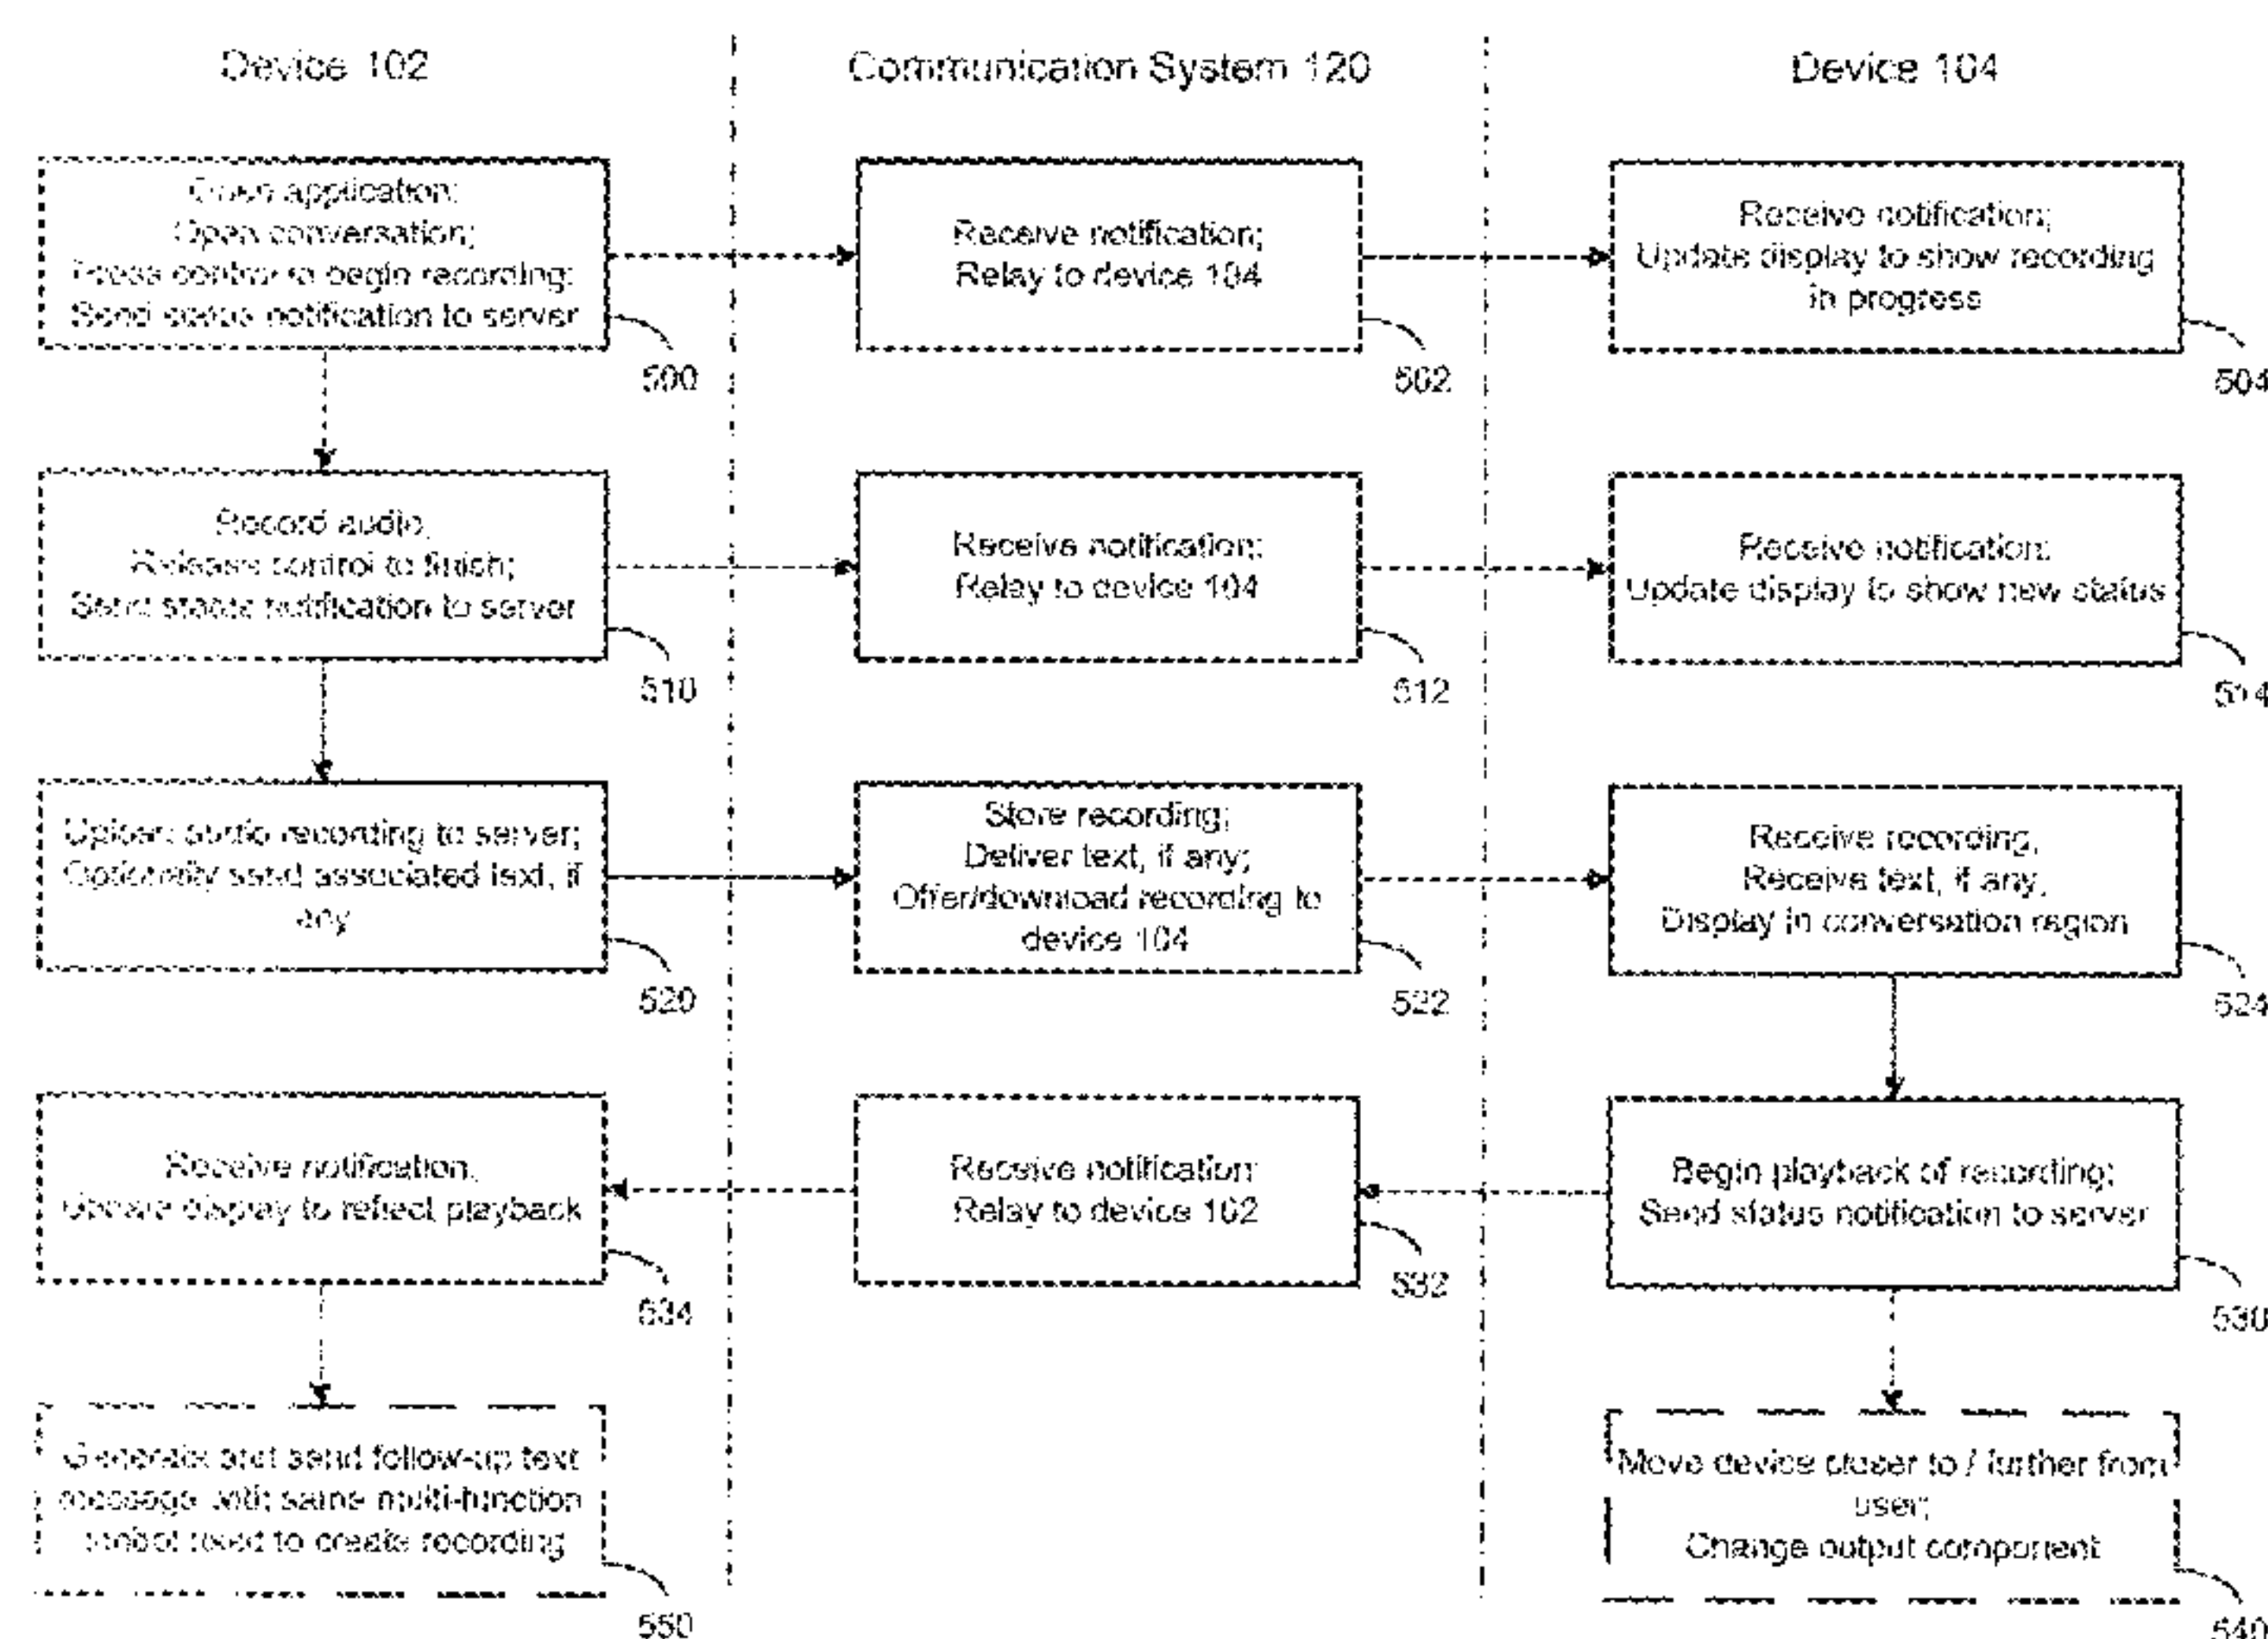 Device 102
Communication System 120
Device 104
Open application;
Open conversation;
Press control to begin recording;
Send status notification to server
500
Receive notification;
Relay to device 104
502
Receive notification;
Update display to show recording
in progress
504
Record audio;
Release control to finish;
Send status notification to server
510
Receive notification;
Relay to device 104
512
Receive notification;
Update display to show new status
514
Upload audio recording to server;
Optionally send associated text, if
any
520
Store recording;
Deliver text, if any;
Offer/download recording to
device 104
522
Receive recording;
Receive text, if any;
Display in conversation region
524
Receive notification;
Update display to reflect playback
534
Receive notification;
Relay to device 102
532
Begin playback of recording;
Send status notification to server
530
Generate and send follow-up text
message with same multi-function
control used to create recording
550
Move device closer to / further from
user;
Change output component
540